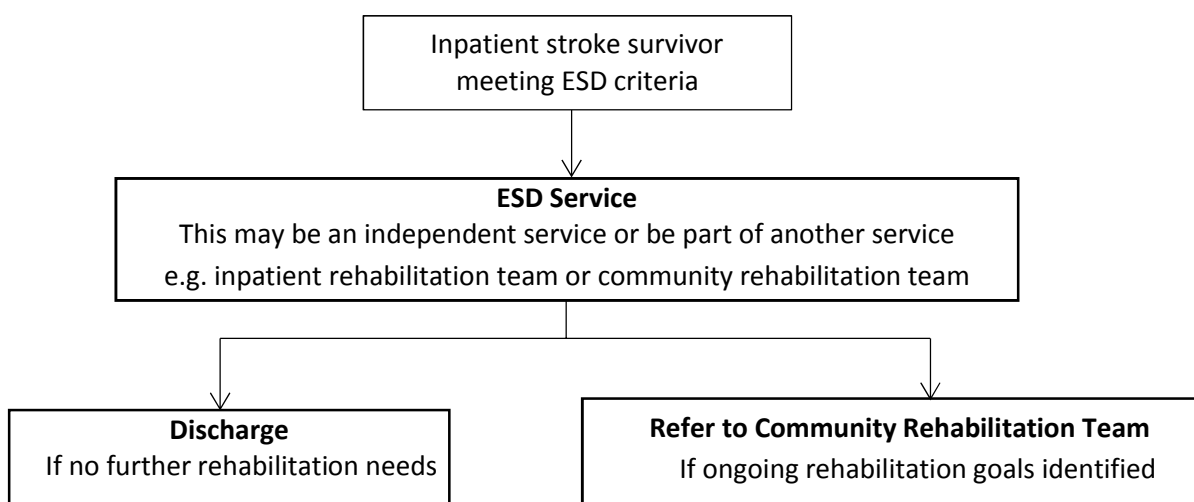 Inpatient stroke survivor
meeting ESD criteria
ESD Service
This may be an independent service or be part of another service
e.g. inpatient rehabilitation team or community rehabilitation team
Discharge
If no further rehabilitation needs
Refer to Community Rehabilitation Team
If ongoing rehabilitation goals identified